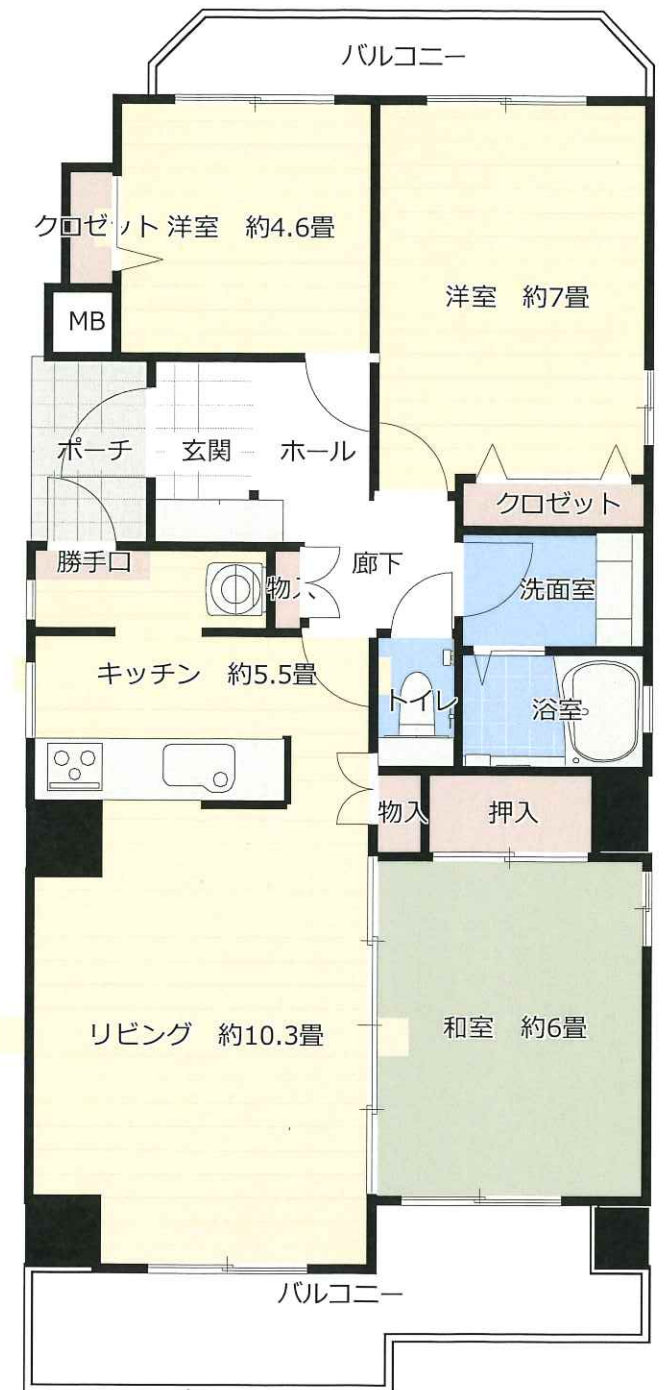 バルコニー
クロゼット 洋室 約4.6畳
洋室 約7畳
MB
ポーチ
玄関
ホール
クロゼット
勝手口
物入
廊下
洗面室
キッチン 約5.5畳
トイレ
浴室
物入
押入
リビング 約10.3畳
和室 約6畳
バルコニー